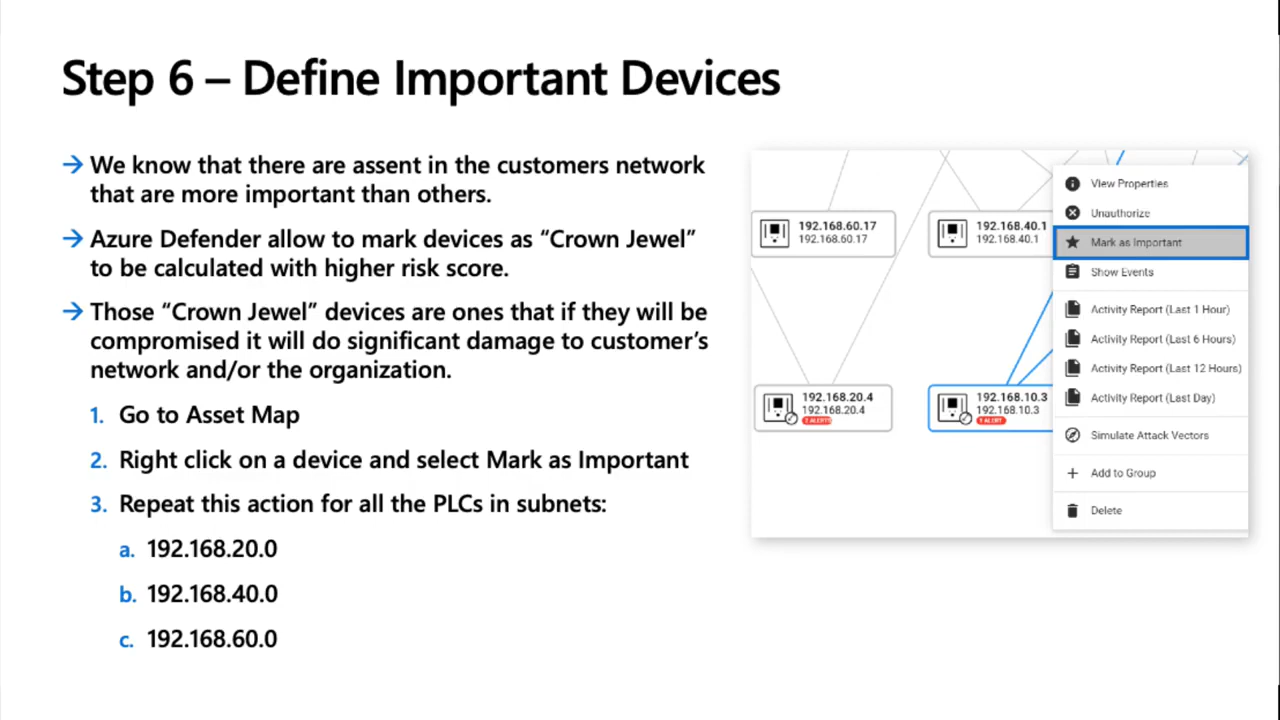 Step 6 – Define Important Devices
→ We know that there are assent in the customers network
that are more important than others.
→ Azure Defender allow to mark devices as “Crown Jewel”
to be calculated with higher risk score.
→ Those “Crown Jewel” devices are ones that if they will be
compromised it will do significant damage to customer’s
network and/or the organization.
1. Go to Asset Map
2. Right click on a device and select Mark as Important
3. Repeat this action for all the PLCs in subnets:
a. 192.168.20.0
b. 192.168.40.0
c. 192.168.60.0
192.168.60.17
192.168.60.17
192.168.40.1
192.168.40.1
192.168.20.4
192.168.20.4
2 ALERTS
192.168.10.3
192.168.10.3
1 ALERT
View Properties
Unauthorize
Mark as Important
Show Events
Activity Report (Last 1 Hour)
Activity Report (Last 6 Hours)
Activity Report (Last 12 Hours)
Activity Report (Last Day)
Simulate Attack Vectors
Add to Group
Delete